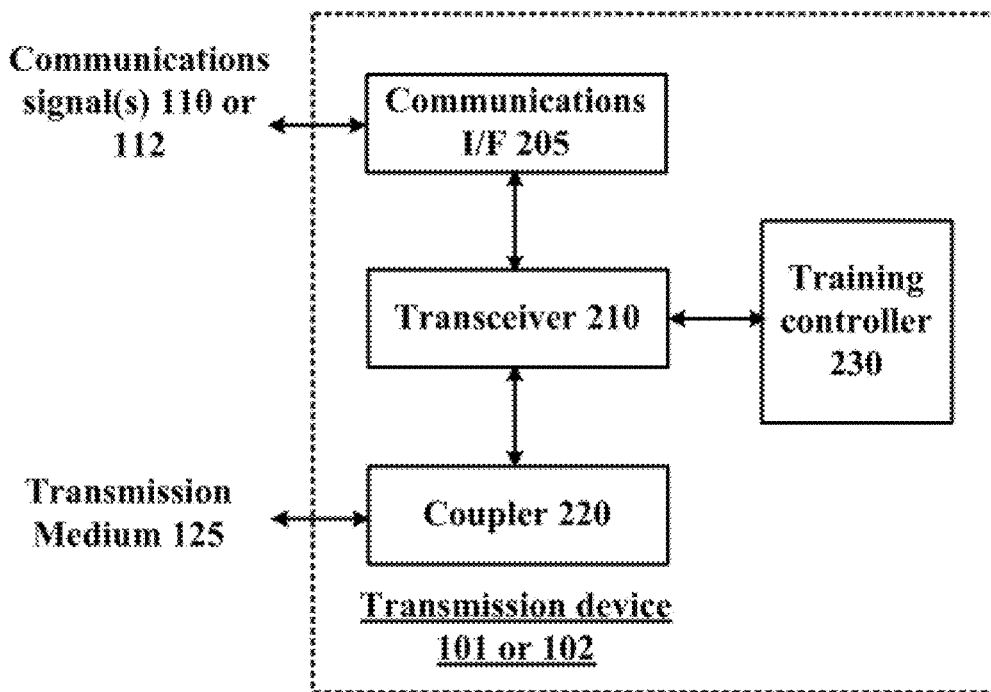 Communications
signal(s) 110 or
112
Communications
I/F 205
Transceiver 210
Training
controller
230
Transmission
Medium 125
Coupler 220
Transmission device
101 or 102